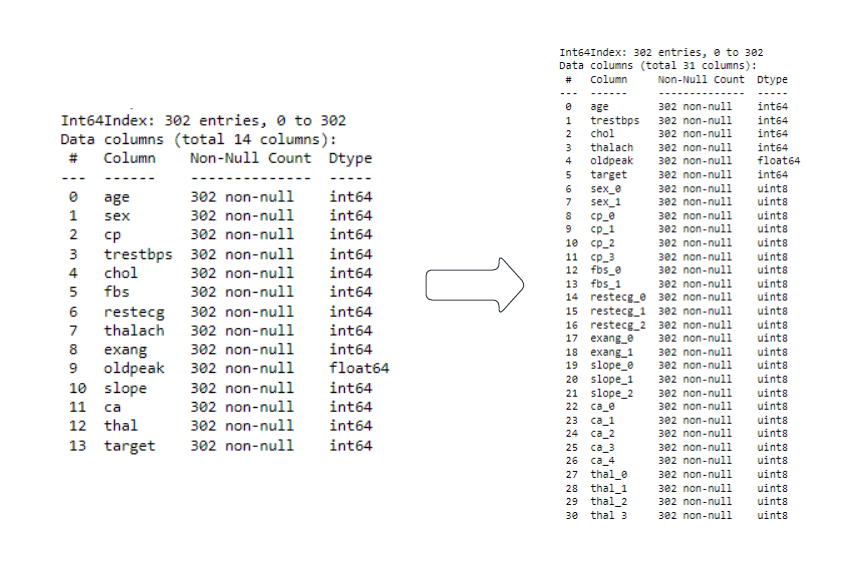 Int64Index: 302 entries, 0 to 302
Data columns (total 14 columns):
# Column Non-Null Count Dtype
--- ------ -------------- -----
0 age 302 non-null int64
1 sex 302 non-null int64
2 cp 302 non-null int64
3 trestbps 302 non-null int64
4 chol 302 non-null int64
5 fbs 302 non-null int64
6 restecg 302 non-null int64
7 thalach 302 non-null int64
8 exang 302 non-null int64
9 oldpeak 302 non-null float64
10 slope 302 non-null int64
11 ca 302 non-null int64
12 thal 302 non-null int64
13 target 302 non-null int64
Int64Index: 302 entries, 0 to 302
Data columns (total 31 columns):
# Column Non-Null Count Dtype
--- ------ -------------- -----
0 age 302 non-null int64
1 trestbps 302 non-null int64
2 chol 302 non-null int64
3 thalach 302 non-null int64
4 oldpeak 302 non-null float64
5 target 302 non-null int64
6 sex_0 302 non-null uint8
7 sex_1 302 non-null uint8
8 cp_0 302 non-null uint8
9 cp_1 302 non-null uint8
10 cp_2 302 non-null uint8
11 cp_3 302 non-null uint8
12 fbs_0 302 non-null uint8
13 fbs_1 302 non-null uint8
14 restecg_0 302 non-null uint8
15 restecg_1 302 non-null uint8
16 restecg_2 302 non-null uint8
17 exang_0 302 non-null uint8
18 exang_1 302 non-null uint8
19 slope_0 302 non-null uint8
20 slope_1 302 non-null uint8
21 slope_2 302 non-null uint8
22 ca_0 302 non-null uint8
23 ca_1 302 non-null uint8
24 ca_2 302 non-null uint8
25 ca_3 302 non-null uint8
26 ca_4 302 non-null uint8
27 thal_0 302 non-null uint8
28 thal_1 302 non-null uint8
29 thal_2 302 non-null uint8
30 thal 3 302 non-null uint8